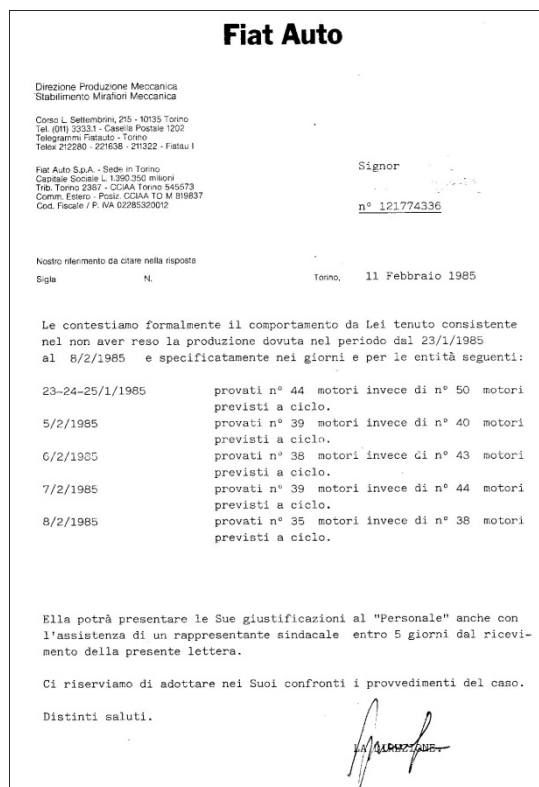 Fiat Auto
Direzione Produzione Meccanica
Stabilimento Mirafiori Meccanica
Corso L. Settembrini, 215 - 10135 Torino
Tel. (011) 3333.1 - Casella Postale 1202
Telegrammi Fiatauto - Torino
Telex 212280 - 221638 - 211322 - Fiatau I
Fiat Auto S.p.A. - Sede in Torino
Capitale Sociale L. 1.390.350 milioni
Trib. Torino 2387 - CCIAA Torino 545573
Comm. Estero - Posiz. CCIAA TO M 819837
Cod. Fiscale / P. IVA 02285320012
Signor
n° 121774336
Nostro riferimento da citare nella risposta
Sigla N. Torino, 11 Febbraio 1985
Le contestiamo formalmente il comportamento da Lei tenuto consistente
nel non aver reso la produzione dovuta nel periodo dal 23/1/1985
al 8/2/1985 e specificatamente nei giorni e per le entità seguenti:
23-24-25/1/1985 provati n° 44 motori invece di n° 50 motori
previsti a ciclo.
5/2/1985 provati n° 39 motori invece di n° 40 motori
previsti a ciclo.
6/2/1985 provati n° 38 motori invece di n° 43 motori
previsti a ciclo.
7/2/1985 provati n° 39 motori invece di n° 44 motori
previsti a ciclo.
8/2/1985 provati n° 35 motori invece di n° 38 motori
previsti a ciclo.
Ella potrà presentare le Sue giustificazioni al "Personale" anche con
l'assistenza di un rappresentante sindacale entro 5 giorni dal ricevi-
mento della presente lettera.
Ci riserviamo di adottare nei Suoi confronti i provvedimenti del caso.
Distinti saluti.
LA DIREZIONE